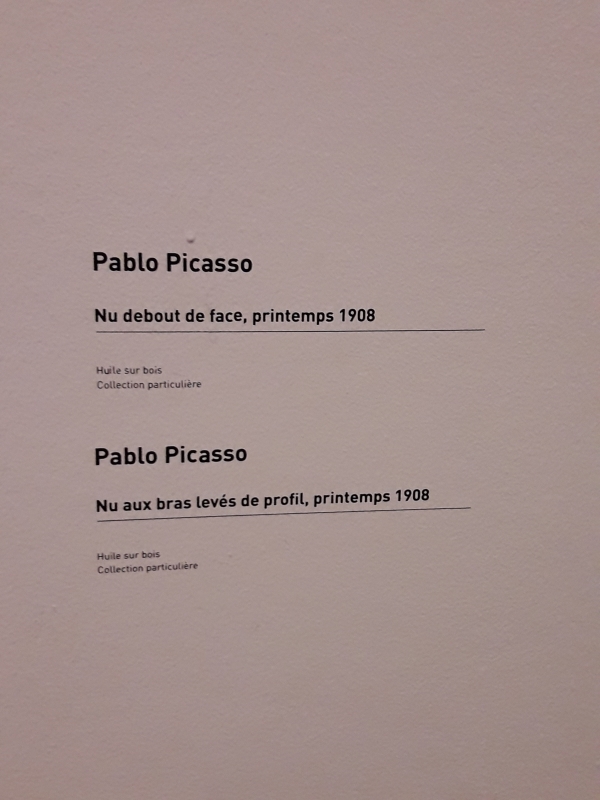 Pablo Picasso
Nu debout de face, printemps 1908
Huile sur bois
Collection particulière
Pablo Picasso
Nu aux bras levés de profil, printemps 1908
Huile sur bois
Collection particulière